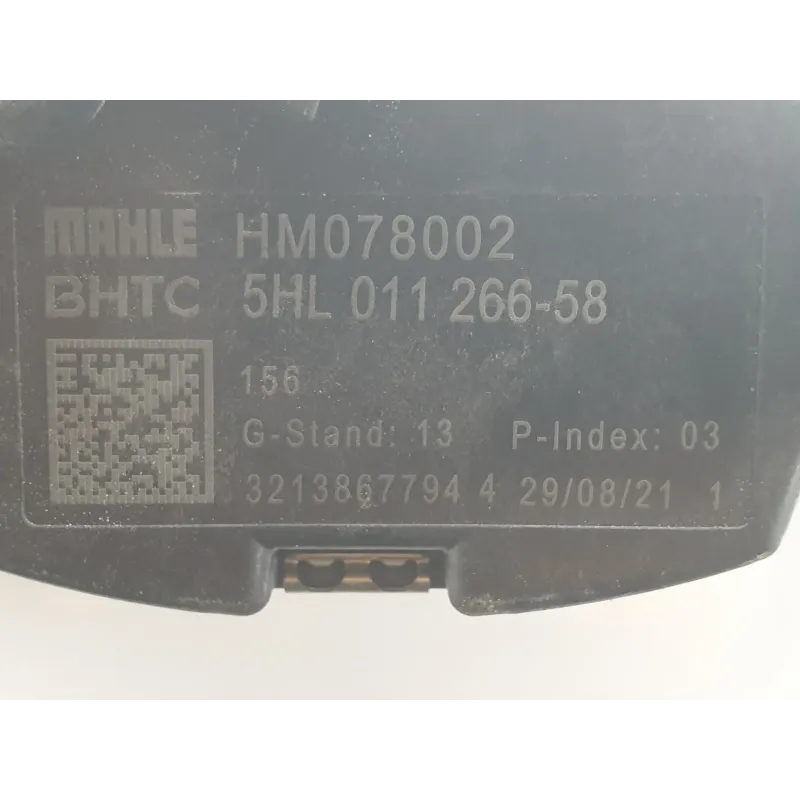 MAHLE HM078002
BHTC 5HL 011 266-58
156
G-Stand: 13 P-Index: 03
3213867794 4 29/08/21 1